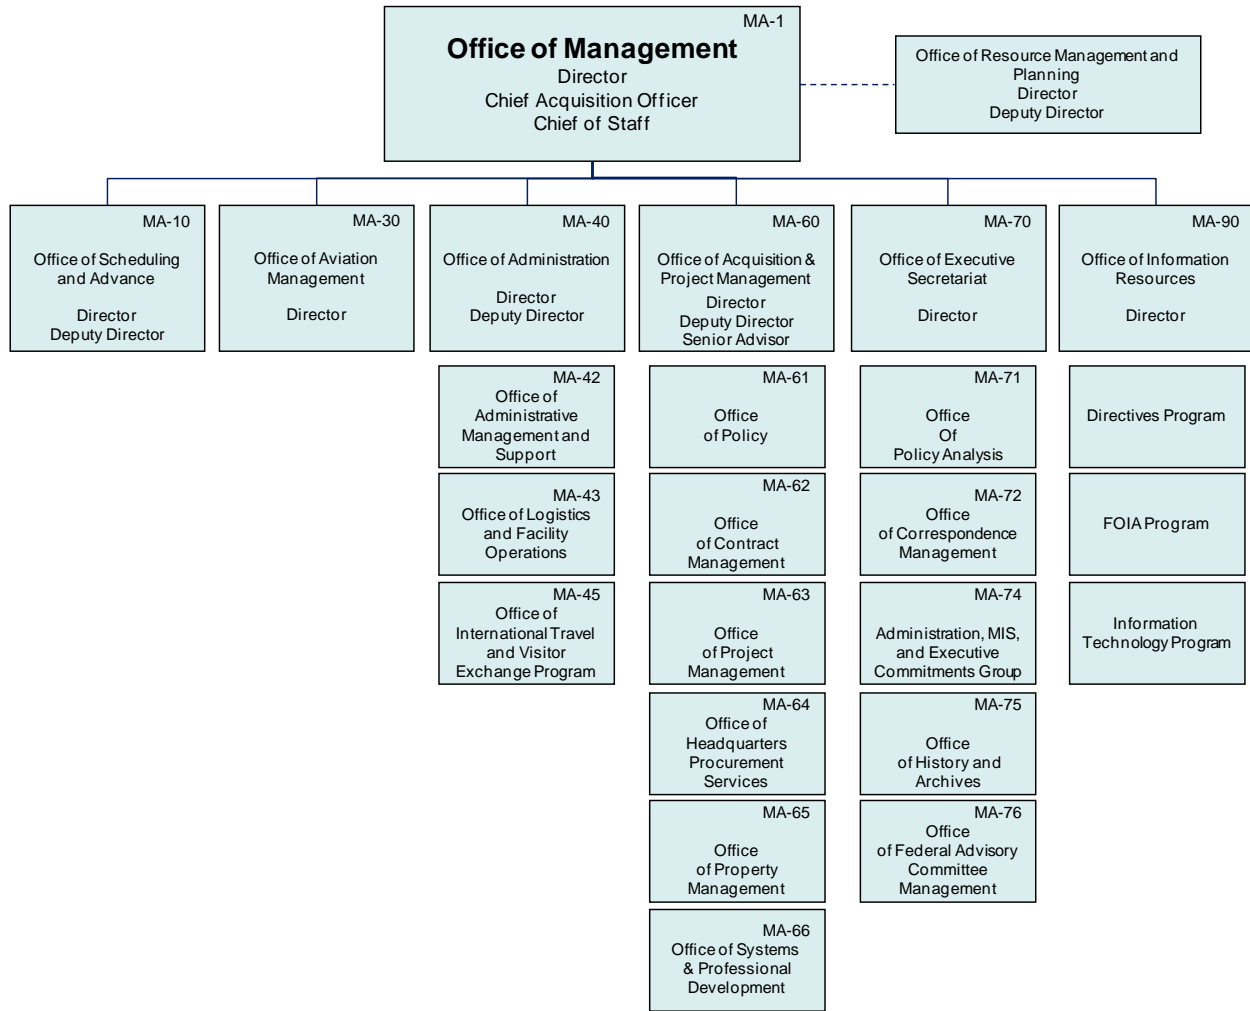 MA-1
Office of Management
Director
Chief Acquisition Officer
Chief of Staff
Office of Resource Management and
Planning
Director
Deputy Director
MA-10
Office of Scheduling
and Advance
Director
Deputy Director
MA-30
Office of Aviation
Management
Director
MA-40
Office of Administration
Director
Deputy Director
MA-60
Office of Acquisition &
Project Management
Director
Deputy Director
Senior Advisor
MA-70
Office of Executive
Secretariat
Director
MA-90
Office of Information
Resources
Director
MA-42
Office of
Administrative
Management and
Support
MA-43
Office of Logistics
and Facility
Operations
MA-45
Office of
International Travel
and Visitor
Exchange Program
MA-61
Office
of Policy
MA-62
Office
of Contract
Management
MA-63
Office
of Project
Management
MA-64
Office of
Headquarters
Procurement
Services
MA-65
Office
of Property
Management
MA-66
Office of Systems
& Professional
Development
MA-71
Office
Of
Policy Analysis
MA-72
Office
of Correspondence
Management
MA-74
Administration, MIS,
and Executive
Commitments Group
MA-75
Office
of History and
Archives
MA-76
Office
of Federal Advisory
Committee
Management
Directives Program
FOIA Program
Information
Technology Program